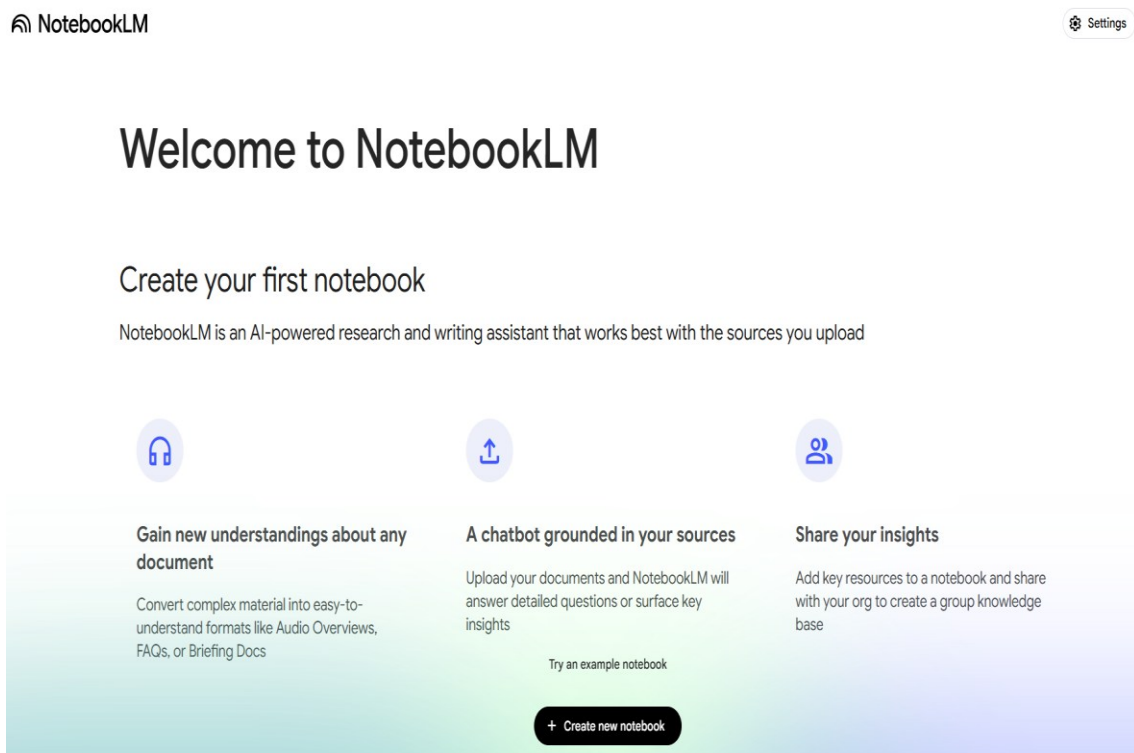 NotebookLM
Settings
Welcome to NotebookLM
Create your first notebook
NotebookLM is an AI-powered research and writing assistant that works best with the sources you upload
Gain new understandings about any
document
Convert complex material into easy-to-
understand formats like Audio Overviews,
FAQs, or Briefing Docs
A chatbot grounded in your sources
Upload your documents and NotebookLM will
answer detailed questions or surface key
insights
Share your insights
Add key resources to a notebook and share
with your org to create a group knowledge
base
Try an example notebook
+ Create new notebook